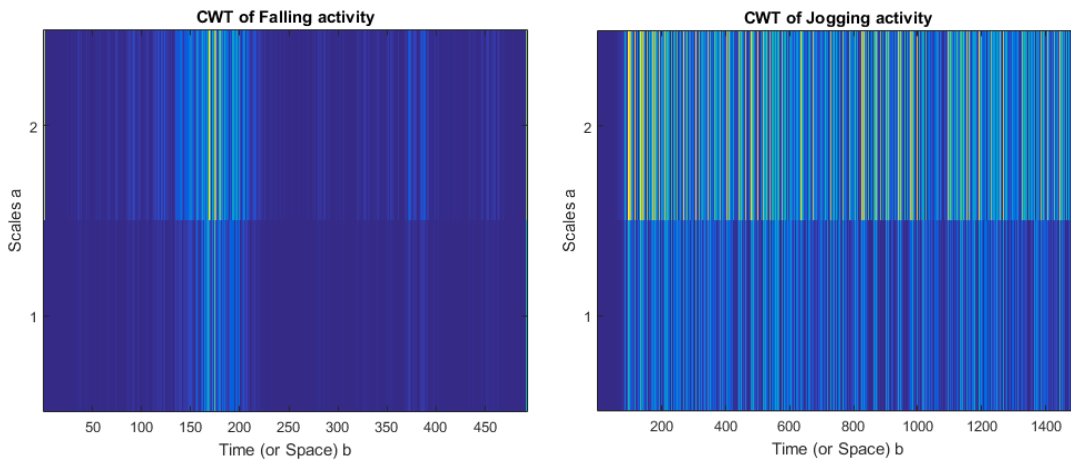 CWT of Falling activity
Scales a
2
1
50 100 150 200 250 300 350 400 450
Time (or Space) b
CWT of Jogging activity
Scales a
2
1
200 400 600 800 1000 1200 1400
Time (or Space) b